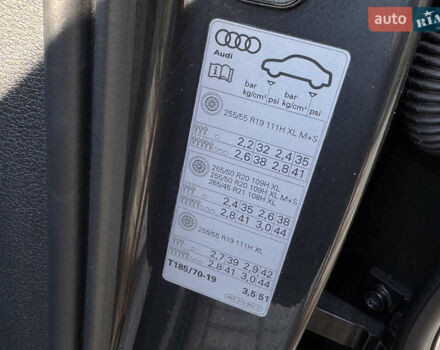 auto RIA
Audi
bar psi bar psi
kg/cm² kg/cm²
255/55 R19 111H XL M+S
2,2 32 2,4 35
2,6 38 2,8 41
255/50 R20 109H XL
255/50 R20 109H XL M+S
265/45 R21 108H XL
2,4 35 2,6 38
2,8 41 3,0 44
255/55 R19 111H XL
2,7 39 2,9 42
2,8 41 3,0 44
T185/70-19 3,5 51